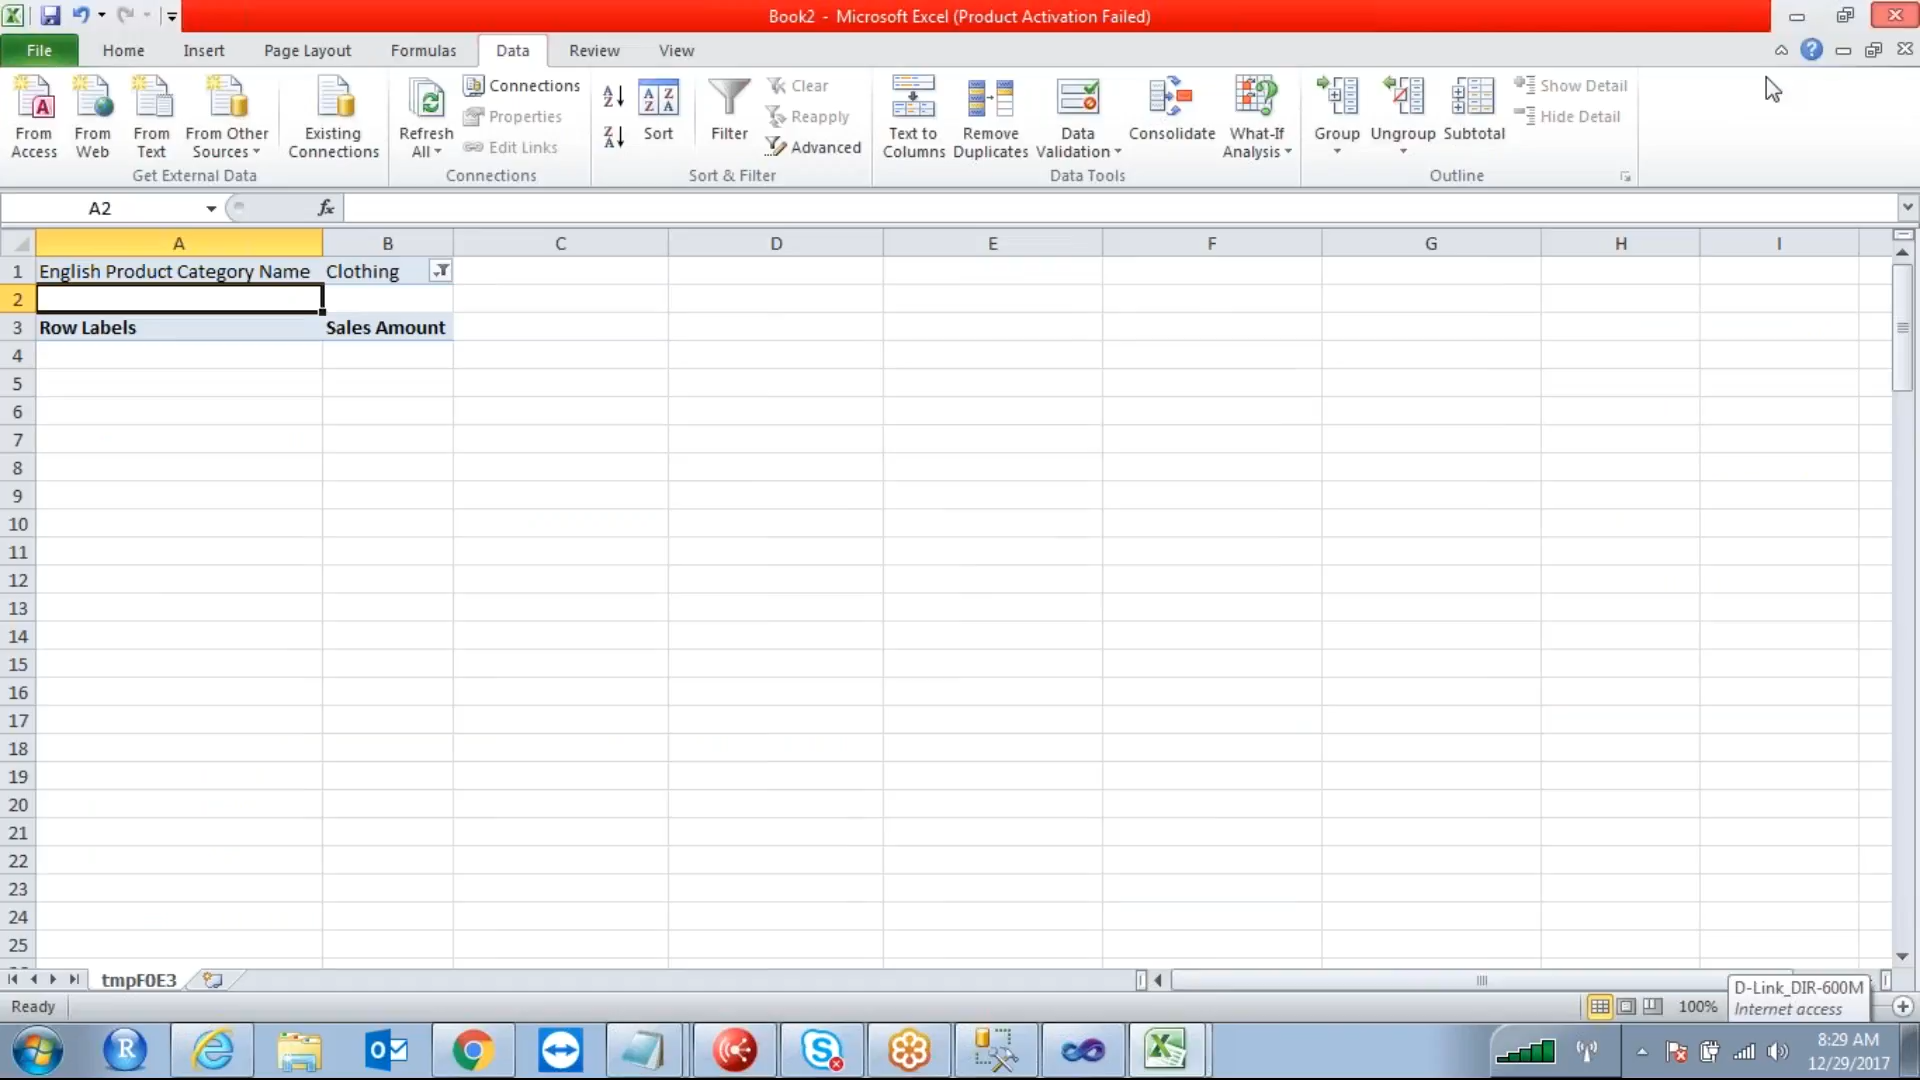 Book2 - Microsoft Excel (Product Activation Failed)
File Home Insert Page Layout Formulas Data Review View
From Access
From Web
From Text
From Other Sources
Existing Connections
Get External Data
Refresh All
Connections
Properties
Edit Links
Connections
Sort
Filter
Clear
Reapply
Advanced
Sort & Filter
Text to Columns
Remove Duplicates
Data Validation
Consolidate
What-If Analysis
Data Tools
Group
Ungroup
Subtotal
Show Detail
Hide Detail
Outline
A2 fx
A B C D E F G H I
1 English Product Category Name Clothing
2
3 Row Labels Sales Amount
4
5
6
7
8
9
10
11
12
13
14
15
16
17
18
19
20
21
22
23
24
25
tmpF0E3
D-Link_DIR-600M
Internet access
Ready 100%
8:29 AM
12/29/2017